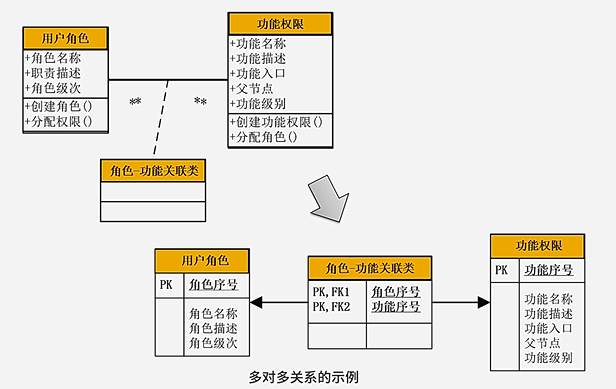 用户角色
+角色名称
+职责描述
+角色级次
+创建角色()
+分配权限()
功能权限
+功能名称
+功能描述
+功能入口
+父节点
+功能级别
+创建功能权限()
+分配角色()
**
**
角色-功能关联类
用户角色
PK 角色序号
角色名称
角色描述
角色级次
角色-功能关联类
PK,FK1 角色序号
PK,FK2 功能序号
功能权限
PK 功能序号
功能名称
功能描述
功能入口
父节点
功能级别
多对多关系的示例